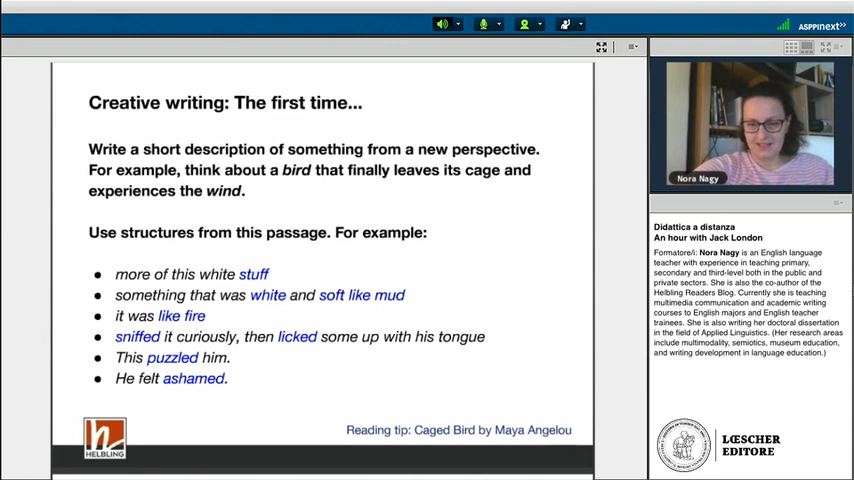 ASPPInext>>
Creative writing: The first time...
Write a short description of something from a new perspective.
For example, think about a bird that finally leaves its cage and
experiences the wind.
Use structures from this passage. For example:
● more of this white stuff
● something that was white and soft like mud
● it was like fire
● sniffed it curiously, then licked some up with his tongue
● This puzzled him.
● He felt ashamed.
h
HELBLING
Reading tip: Caged Bird by Maya Angelou
Nora Nagy
Didattica a distanza
An hour with Jack London
Formatore/i: Nora Nagy is an English language
teacher with experience in teaching primary,
secondary and third-level both in the public and
private sectors. She is also the co-author of the
Helbling Readers Blog. Currently she is teaching
multimedia communication and academic writing
courses to English majors and English teacher
trainees. She is also writing her doctoral dissertation
in the field of Applied Linguistics. (Her research areas
include multimodality, semiotics, museum education,
and writing development in language education.)
LŒSCHER
EDITORE